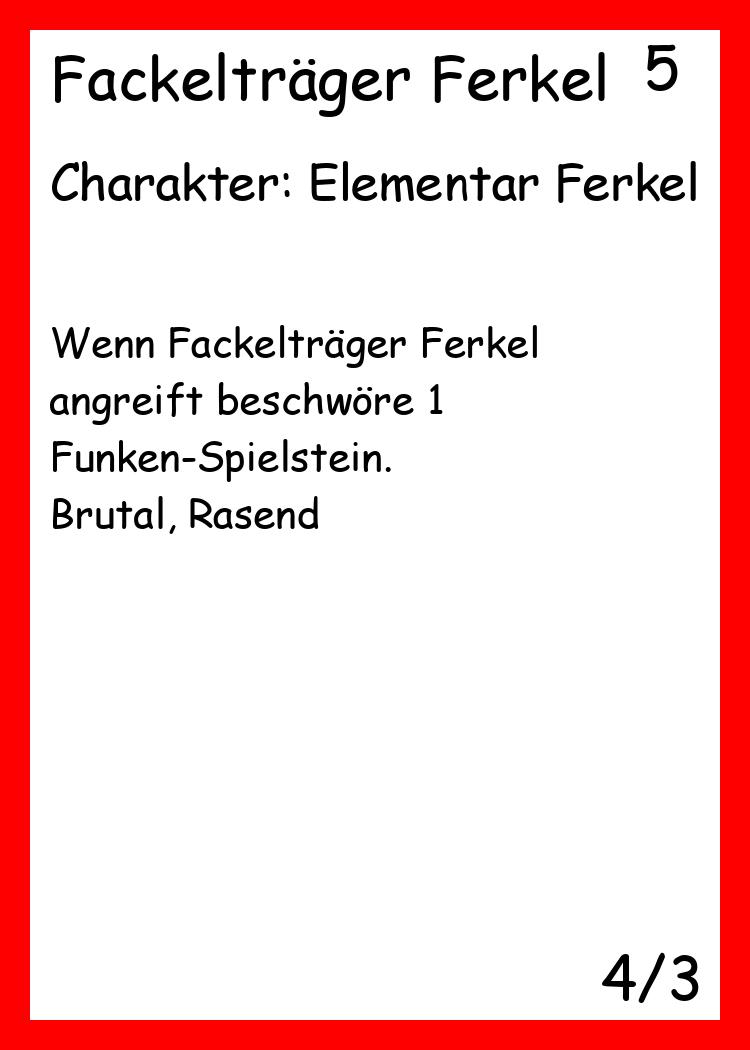 Fackelträger Ferkel 5
Charakter: Elementar Ferkel
Wenn Fackelträger Ferkel
angreift beschwöre 1
Funken-Spielstein.
Brutal, Rasend
4/3